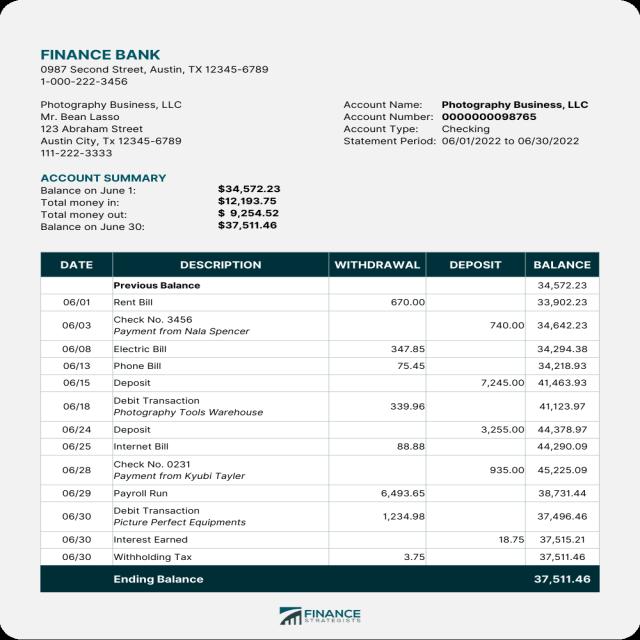 FINANCE BANK
0987 Second Street, Austin, TX 12345-6789
1-000-222-3456
Photography Business, LLC
Mr. Bean Lasso
123 Abraham Street
Austin City, Tx 12345-6789
111-222-3333
Account Name: Photography Business, LLC
Account Number: 0000000098765
Account Type: Checking
Statement Period: 06/01/2022 to 06/30/2022
ACCOUNT SUMMARY
Balance on June 1: $34,572.23
Total money in: $12,193.75
Total money out: $ 9,254.52
Balance on June 30: $37,511.46
DATE DESCRIPTION WITHDRAWAL DEPOSIT BALANCE
Previous Balance 34,572.23
06/01 Rent Bill 670.00 33,902.23
06/03 Check No. 3456 740.00 34,642.23
Payment from Nala Spencer
06/08 Electric Bill 347.85 34,294.38
06/13 Phone Bill 75.45 34,218.93
06/15 Deposit 7,245.00 41,463.93
06/18 Debit Transaction 339.96 41,123.97
Photography Tools Warehouse
06/24 Deposit 3,255.00 44,378.97
06/25 Internet Bill 88.88 44,290.09
06/28 Check No. 0231 935.00 45,225.09
Payment from Kyubi Tayler
06/29 Payroll Run 6,493.65 38,731.44
06/30 Debit Transaction 1,234.98 37,496.46
Picture Perfect Equipments
06/30 Interest Earned 18.75 37,515.21
06/30 Withholding Tax 3.75 37,511.46
Ending Balance 37,511.46
FINANCE
STRATEGISTS